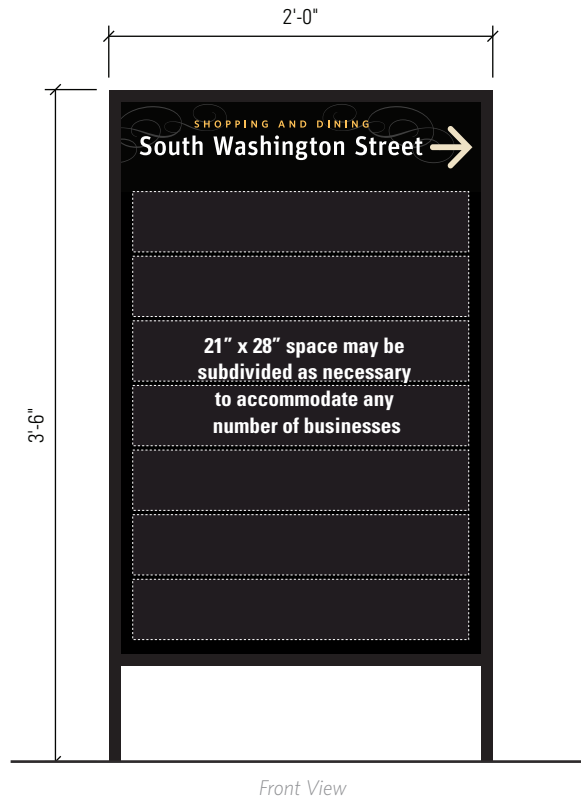 2'-0"
SHOPPING AND DINING
South Washington Street
3'-6"
21" x 28" space may be
subdivided as necessary
to accommodate any
number of businesses
Front View